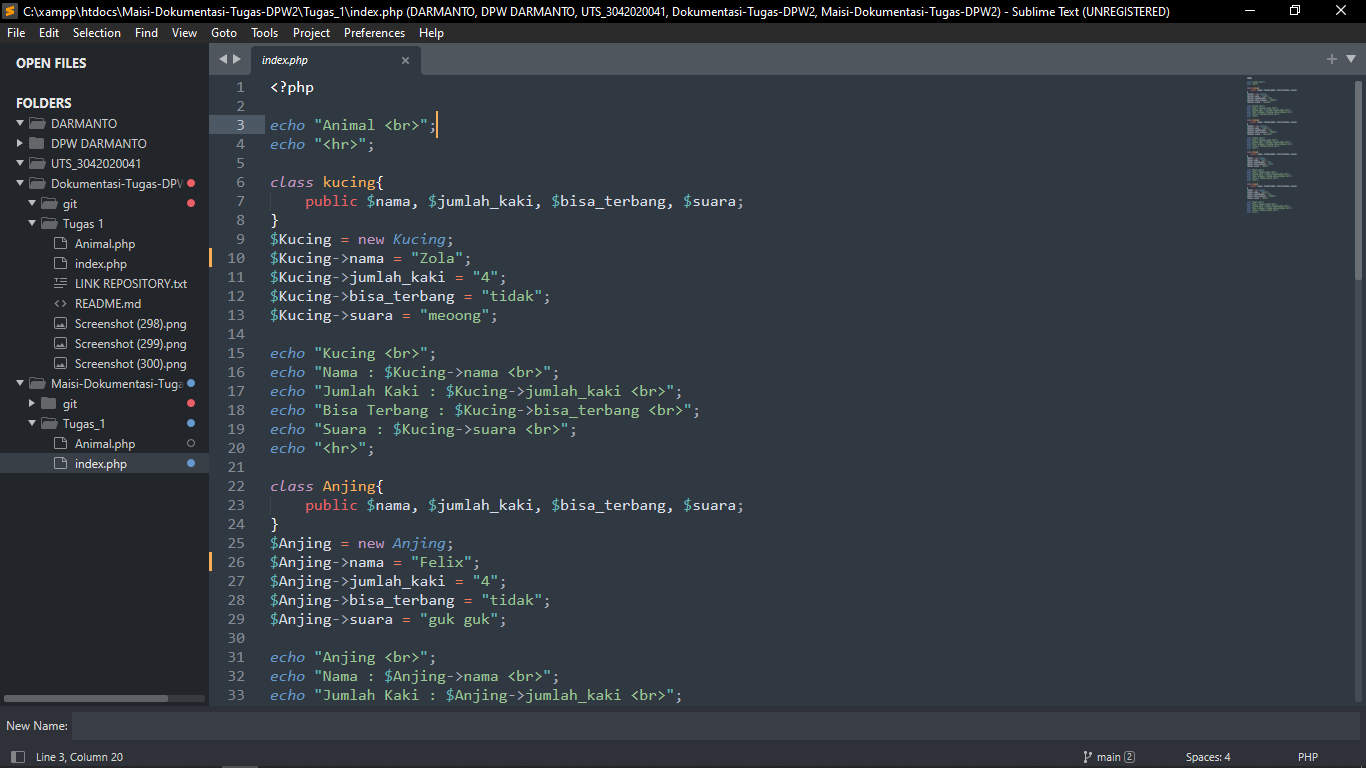 C:\xampp\htdocs\Maisi-Dokumentasi-Tugas-DPW2\Tugas_1\index.php (DARMANTO, DPW DARMANTO, UTS_3042020041, Dokumentasi-Tugas-DPW2, Maisi-Dokumentasi-Tugas-DPW2) - Sublime Text (UNREGISTERED)
File Edit Selection Find View Goto Tools Project Preferences Help
OPEN FILES
FOLDERS
DARMANTO
DPW DARMANTO
UTS_3042020041
Dokumentasi-Tugas-DPW
git
Tugas 1
Animal.php
index.php
LINK REPOSITORY.txt
README.md
Screenshot (298).png
Screenshot (299).png
Screenshot (300).png
Maisi-Dokumentasi-Tuga
git
Tugas_1
Animal.php
index.php
index.php
1 <?php
2
3 echo "Animal <br>";
4 echo "<hr>";
5
6 class kucing{
7 public $nama, $jumlah_kaki, $bisa_terbang, $suara;
8 }
9 $Kucing = new Kucing;
10 $Kucing->nama = "Zola";
11 $Kucing->jumlah_kaki = "4";
12 $Kucing->bisa_terbang = "tidak";
13 $Kucing->suara = "meoong";
14
15 echo "Kucing <br>";
16 echo "Nama : $Kucing->nama <br>";
17 echo "Jumlah Kaki : $Kucing->jumlah_kaki <br>";
18 echo "Bisa Terbang : $Kucing->bisa_terbang <br>";
19 echo "Suara : $Kucing->suara <br>";
20 echo "<hr>";
21
22 class Anjing{
23 public $nama, $jumlah_kaki, $bisa_terbang, $suara;
24 }
25 $Anjing = new Anjing;
26 $Anjing->nama = "Felix";
27 $Anjing->jumlah_kaki = "4";
28 $Anjing->bisa_terbang = "tidak";
29 $Anjing->suara = "guk guk";
30
31 echo "Anjing <br>";
32 echo "Nama : $Anjing->nama <br>";
33 echo "Jumlah Kaki : $Anjing->jumlah_kaki <br>";
New Name:
Line 3, Column 20
main 2
Spaces: 4
PHP